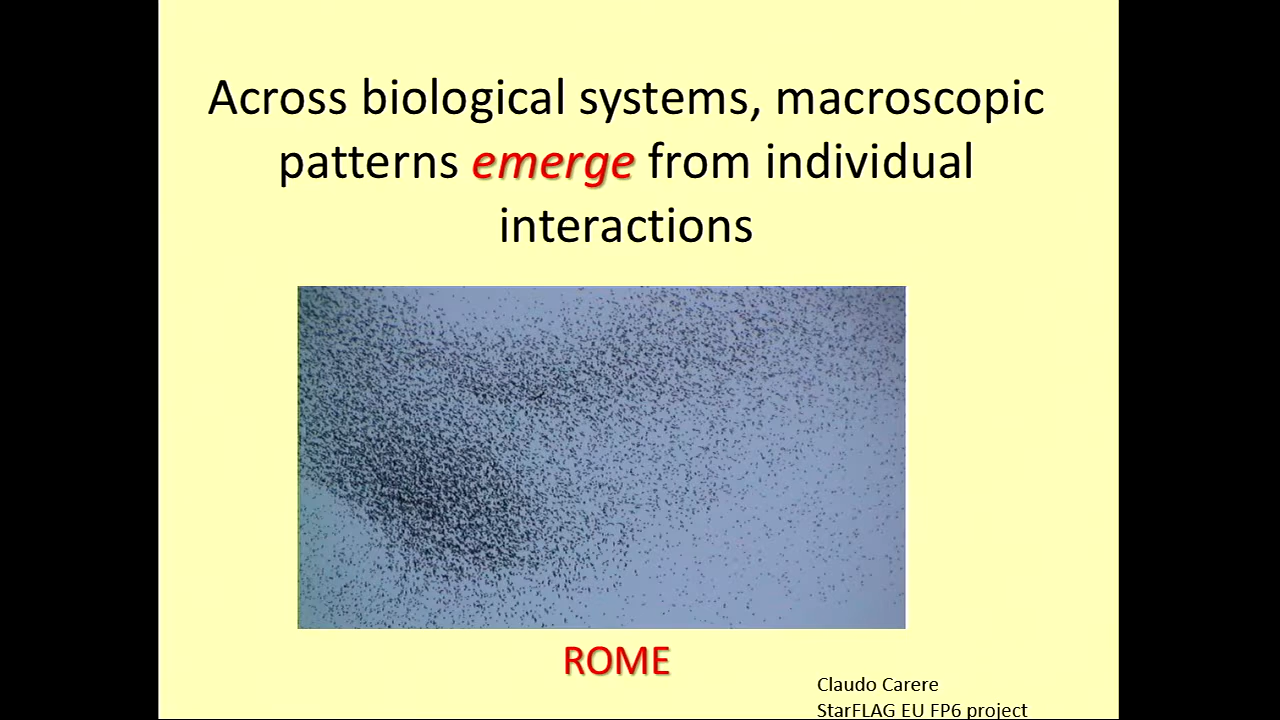 Across biological systems, macroscopic
patterns emerge from individual
interactions
ROME
Claudo Carere
StarFLAG EU FP6 project